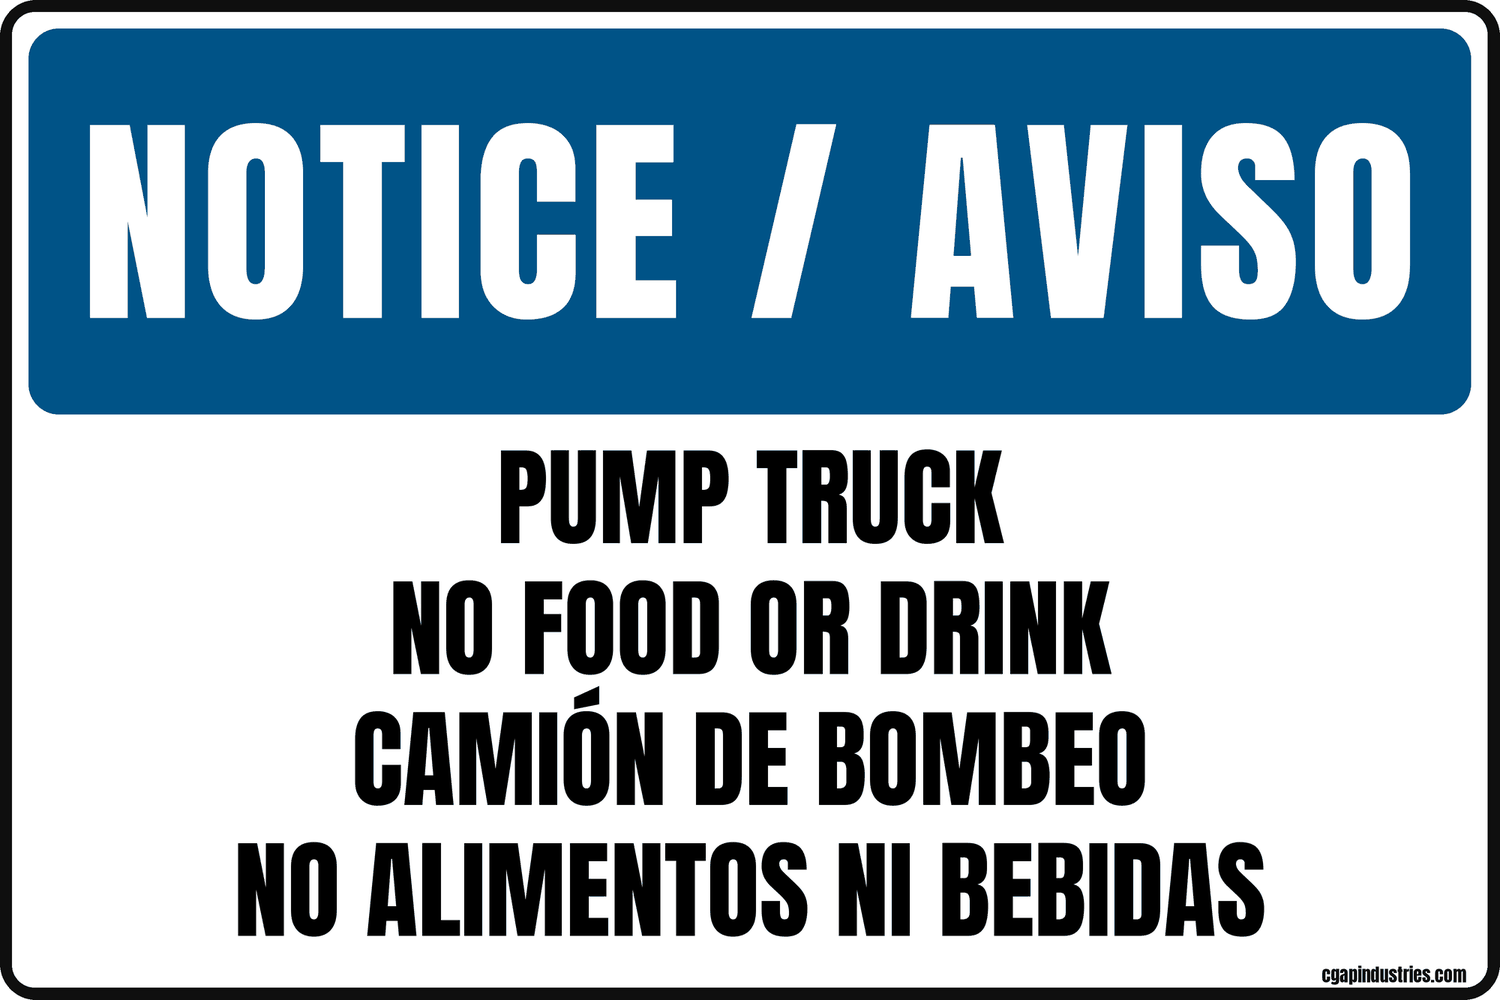 NOTICE / AVISO
PUMP TRUCK
NO FOOD OR DRINK
CAMIÓN DE BOMBEO
NO ALIMENTOS NI BEBIDAS
cgapindustries.com